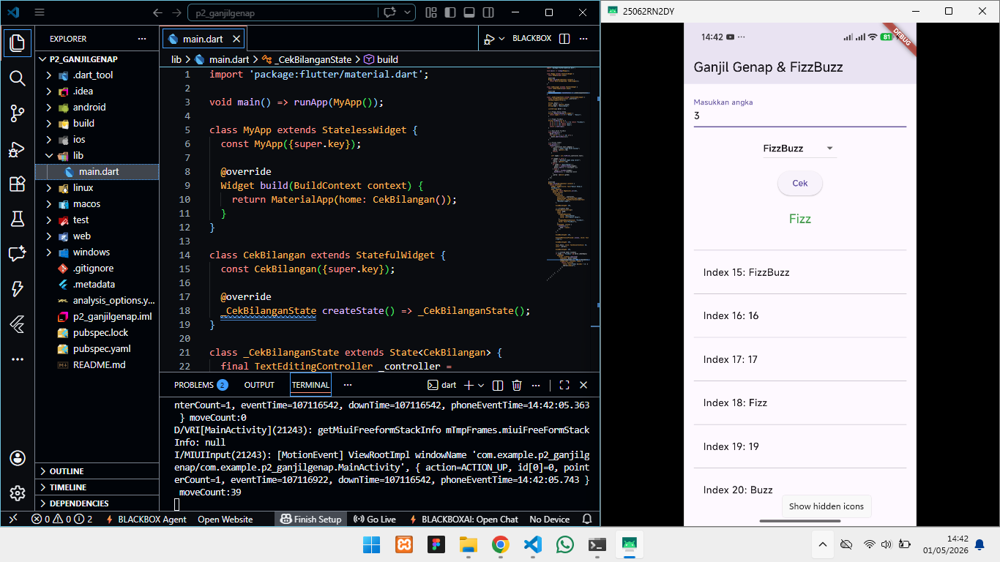 p2_ganjilgenap
25062RN2DY
EXPLORER
P2_GANJILGENAP
.dart_tool
.idea
android
build
ios
lib
main.dart
linux
macos
test
web
windows
.gitignore
.metadata
analysis_options.y...
p2_ganjilgenap.iml
pubspec.lock
pubspec.yaml
README.md
OUTLINE
TIMELINE
DEPENDENCIES
main.dart
BLACKBOX
lib > main.dart > _CekBilanganState > build
1 import 'package:flutter/material.dart';
2
3 void main() => runApp(MyApp());
4
5 class MyApp extends StatelessWidget {
6 const MyApp({super.key});
7
8 @override
9 Widget build(BuildContext context) {
10 return MaterialApp(home: CekBilangan());
11 }
12 }
13
14 class CekBilangan extends StatefulWidget {
15 const CekBilangan({super.key});
16
17 @override
18 _CekBilanganState createState() => _CekBilanganState();
19 }
20
21 class _CekBilanganState extends State<CekBilangan> {
22 final TextEditingController _controller =
PROBLEMS 2 OUTPUT TERMINAL ... dart
nterCount=1, eventTime=107116542, downTime=107116542, phoneEventTime=14:42:05.363
} moveCount:0
D/VRI[MainActivity](21243): getMiuiFreeformStackInfo mTmpFrames.miuiFreeFormStack
Info: null
I/MIUIInput(21243): [MotionEvent] ViewRootImpl windowName 'com.example.p2_ganjilg
enap/com.example.p2_ganjilgenap.MainActivity', { action=ACTION_UP, id[0]=0, point
erCount=1, eventTime=107116922, downTime=107116542, phoneEventTime=14:42:05.743 }
moveCount:39
0 0 2 BLACKBOX Agent Open Website Finish Setup Go Live BLACKBOXAI: Open Chat No Device
14:42
81
DEBUG
Ganjil Genap & FizzBuzz
Masukkan angka
3
FizzBuzz
Cek
Fizz
Index 15: FizzBuzz
Index 16: 16
Index 17: 17
Index 18: Fizz
Index 19: 19
Index 20: Buzz
Show hidden icons
14:42
01/05/2026